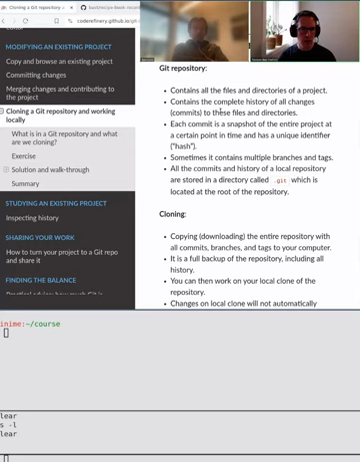 Cloning a Git repository a
coderefinery.github.io/git-
MODIFYING AN EXISTING PROJECT
Copy and browse an existing
project
Committing changes
Merging changes and contributing to
the project
Cloning a Git repository and working
locally
What is in a Git repository and what
are we cloning?
Exercise
Solution and walk-through
Summary
STUDYING AN EXISTING PROJECT
Inspecting history
SHARING YOUR WORK
How to turn your project to a Git repo
and share it
FINDING THE BALANCE
Git repository:
Contains all the files and directories of a project.
Contains the complete history of all changes
(commits) to these files and directories.
Each commit is a snapshot of the entire project at
a certain point in time and has a unique identifier
("hash").
Sometimes it contains multiple branches and tags.
All the commits and history of a local repository
are stored in a directory called .git which is
located at the root of the repository.
Cloning:
Copying (downloading) the entire repository with
all commits, branches, and tags to your computer.
It is a full backup of the repository, including all
history.
You can then work on your local clone of the
repository.
Changes on local clone will not automatically
inime:~/course
lear
s -l
lear